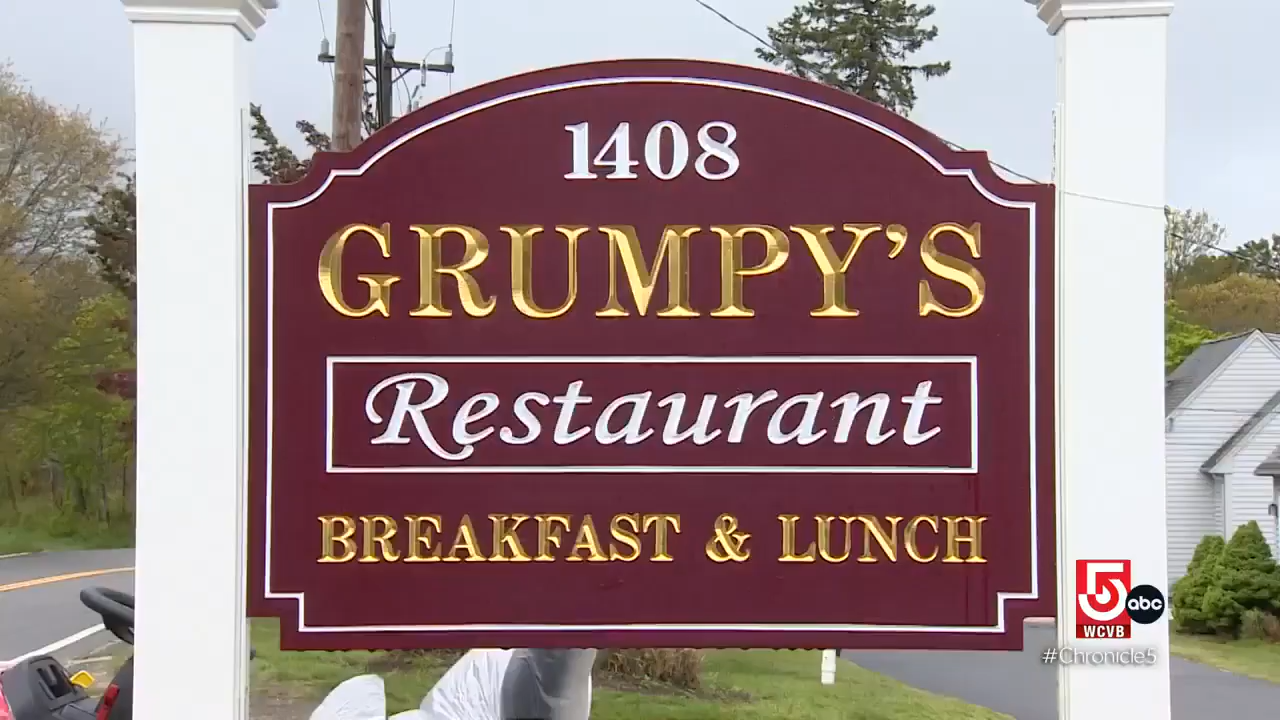 1408
GRUMPY'S
Restaurant
BREAKFAST & LUNCH
5
abc
WCVB
#Chronicle5